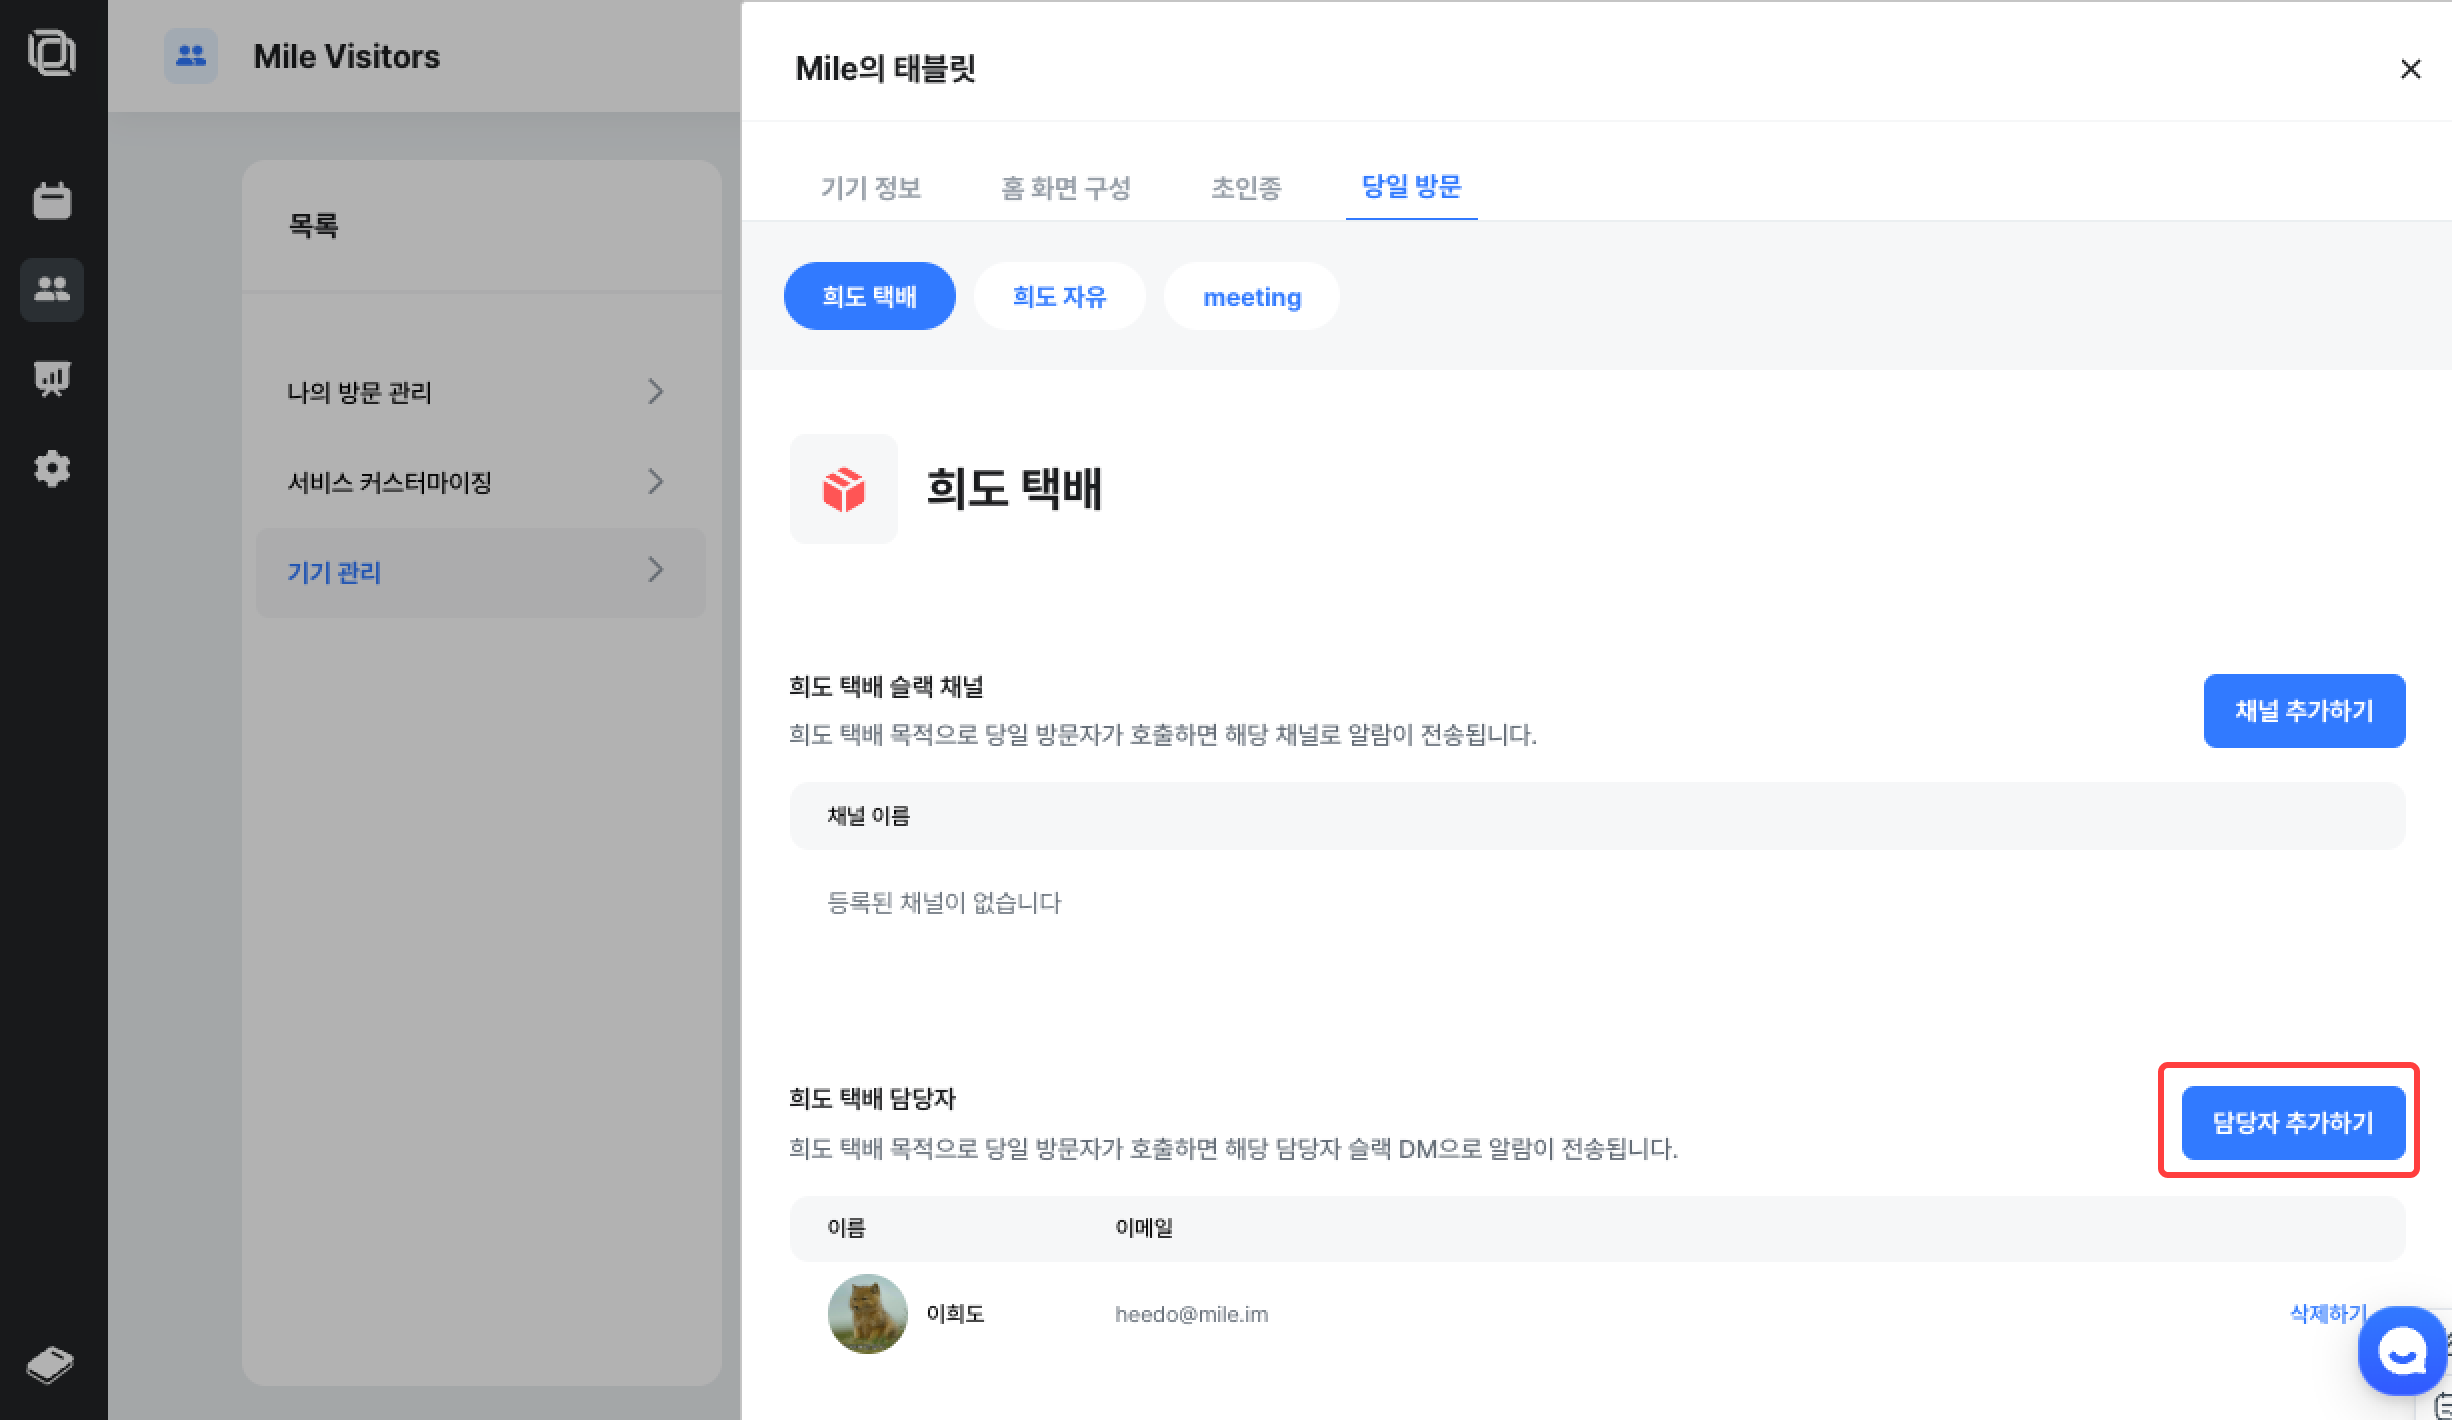 Mile Visitors
목록
나의 방문 관리
서비스 커스터마이징
기기 관리
Mile의 태블릿
기기 정보
홈 화면 구성
초인종
당일 방문
희도 택배
희도 자유
meeting
희도 택배
희도 택배 슬랙 채널
희도 택배 목적으로 당일 방문자가 호출하면 해당 채널로 알람이 전송됩니다.
채널 추가하기
채널 이름
등록된 채널이 없습니다
희도 택배 담당자
희도 택배 목적으로 당일 방문자가 호출하면 해당 담당자 슬랙 DM으로 알람이 전송됩니다.
담당자 추가하기
이름
이메일
이희도
heedo@mile.im
삭제하기